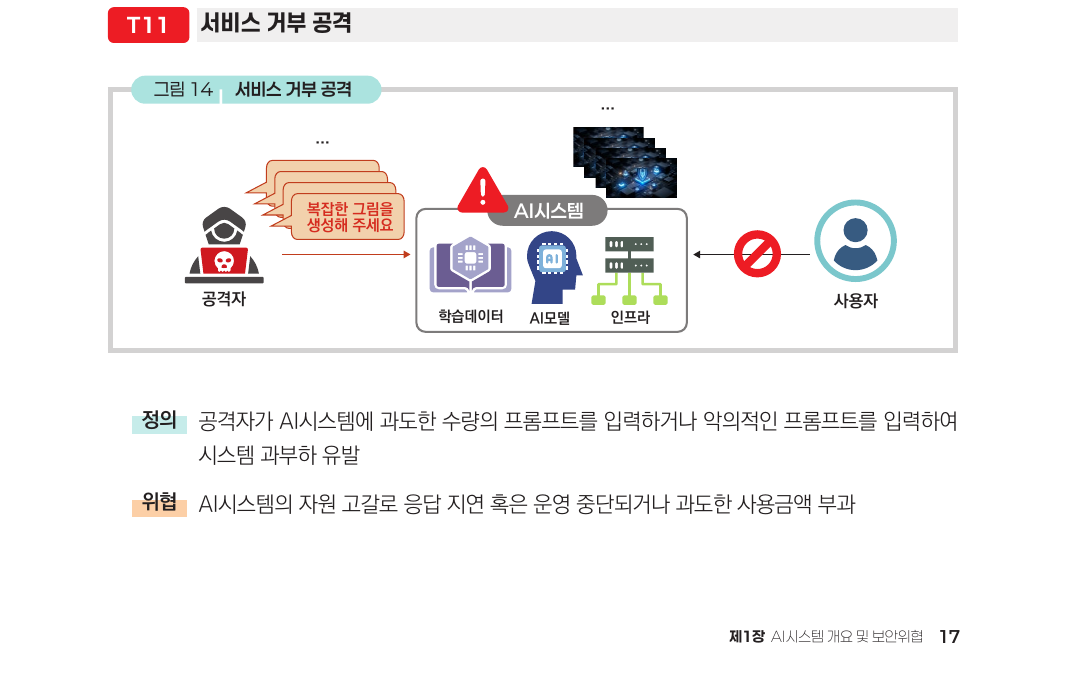 T11 서비스 거부 공격
그림 14 서비스 거부 공격
...
...
복잡한 그림을
생성해 주세요
AI시스템
AI
공격자
학습데이터
AI모델
인프라
사용자
정의 공격자가 AI시스템에 과도한 수량의 프롬프트를 입력하거나 악의적인 프롬프트를 입력하여
시스템 과부하 유발
위협 AI시스템의 자원 고갈로 응답 지연 혹은 운영 중단되거나 과도한 사용금액 부과
제1장 AI시스템 개요 및 보안위협 17